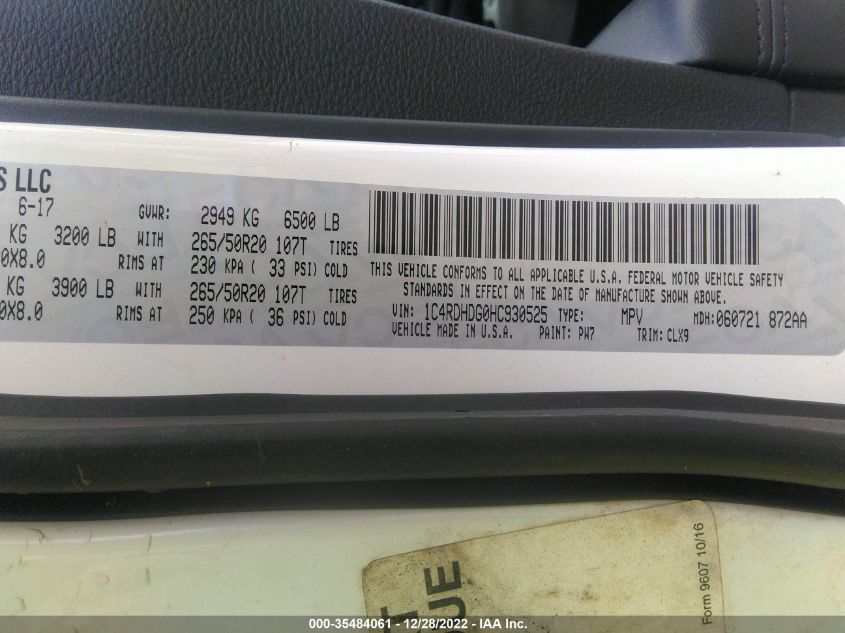 S LLC
6-17 GVWR: 2949 KG 6500 LB
KG 3200 LB WITH 265/50R20 107T TIRES
0X8.0 RIMS AT 230 KPA ( 33 PSI) COLD
KG 3900 LB WITH 265/50R20 107T TIRES
0X8.0 RIMS AT 250 KPA ( 36 PSI) COLD
THIS VEHICLE CONFORMS TO ALL APPLICABLE U.S.A. FEDERAL MOTOR VEHICLE SAFETY
STANDARDS IN EFFECT ON THE DATE OF MANUFACTURE SHOWN ABOVE.
VIN: 1C4RDHDG0HC930525 TYPE: MPV MDH:060721 872AA
VEHICLE MADE IN U.S.A. PAINT: PW7 TRIM:CLX9
Form 9607 10/16
000-35484061 - 12/28/2022 - IAA Inc.